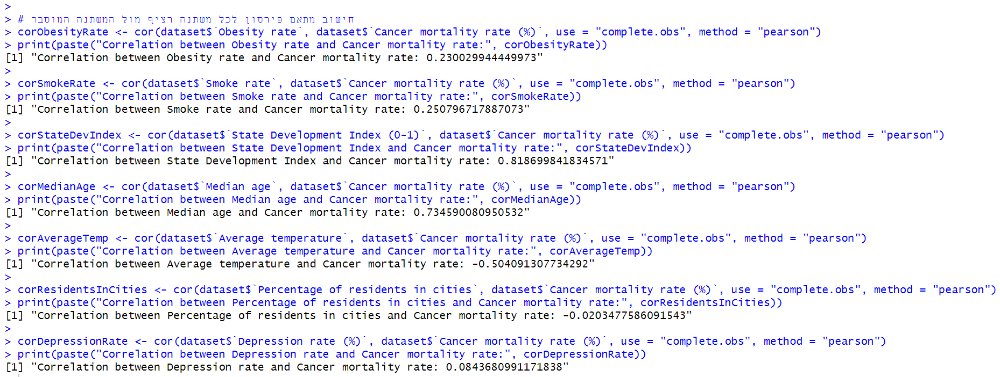 >
> # חישוב מתאם פירסון לכל משתנה רציף מול המשתנה המוסבר
> corObesityRate <- cor(dataset$`Obesity rate`, dataset$`Cancer mortality rate (%)`, use = "complete.obs", method = "pearson")
> print(paste("Correlation between Obesity rate and Cancer mortality rate:", corObesityRate))
[1] "Correlation between Obesity rate and Cancer mortality rate: 0.230029944449973"
>
> corSmokeRate <- cor(dataset$`Smoke rate`, dataset$`Cancer mortality rate (%)`, use = "complete.obs", method = "pearson")
> print(paste("Correlation between Smoke rate and Cancer mortality rate:", corSmokeRate))
[1] "Correlation between Smoke rate and Cancer mortality rate: 0.250796717887073"
>
> corStateDevIndex <- cor(dataset$`State Development Index (0-1)`, dataset$`Cancer mortality rate (%)`, use = "complete.obs", method = "pearson")
> print(paste("Correlation between State Development Index and Cancer mortality rate:", corStateDevIndex))
[1] "Correlation between State Development Index and Cancer mortality rate: 0.818699841834571"
>
> corMedianAge <- cor(dataset$`Median age`, dataset$`Cancer mortality rate (%)`, use = "complete.obs", method = "pearson")
> print(paste("Correlation between Median age and Cancer mortality rate:", corMedianAge))
[1] "Correlation between Median age and Cancer mortality rate: 0.734590080950532"
>
> corAverageTemp <- cor(dataset$`Average temperature`, dataset$`Cancer mortality rate (%)`, use = "complete.obs", method = "pearson")
> print(paste("Correlation between Average temperature and Cancer mortality rate:", corAverageTemp))
[1] "Correlation between Average temperature and Cancer mortality rate: -0.504091307734292"
>
> corResidentsInCities <- cor(dataset$`Percentage of residents in cities`, dataset$`Cancer mortality rate (%)`, use = "complete.obs", method = "pearson")
> print(paste("Correlation between Percentage of residents in cities and Cancer mortality rate:", corResidentsInCities))
[1] "Correlation between Percentage of residents in cities and Cancer mortality rate: -0.0203477586091543"
>
> corDepressionRate <- cor(dataset$`Depression rate (%)`, dataset$`Cancer mortality rate (%)`, use = "complete.obs", method = "pearson")
> print(paste("Correlation between Depression rate and Cancer mortality rate:", corDepressionRate))
[1] "Correlation between Depression rate and Cancer mortality rate: 0.0843680991171838"